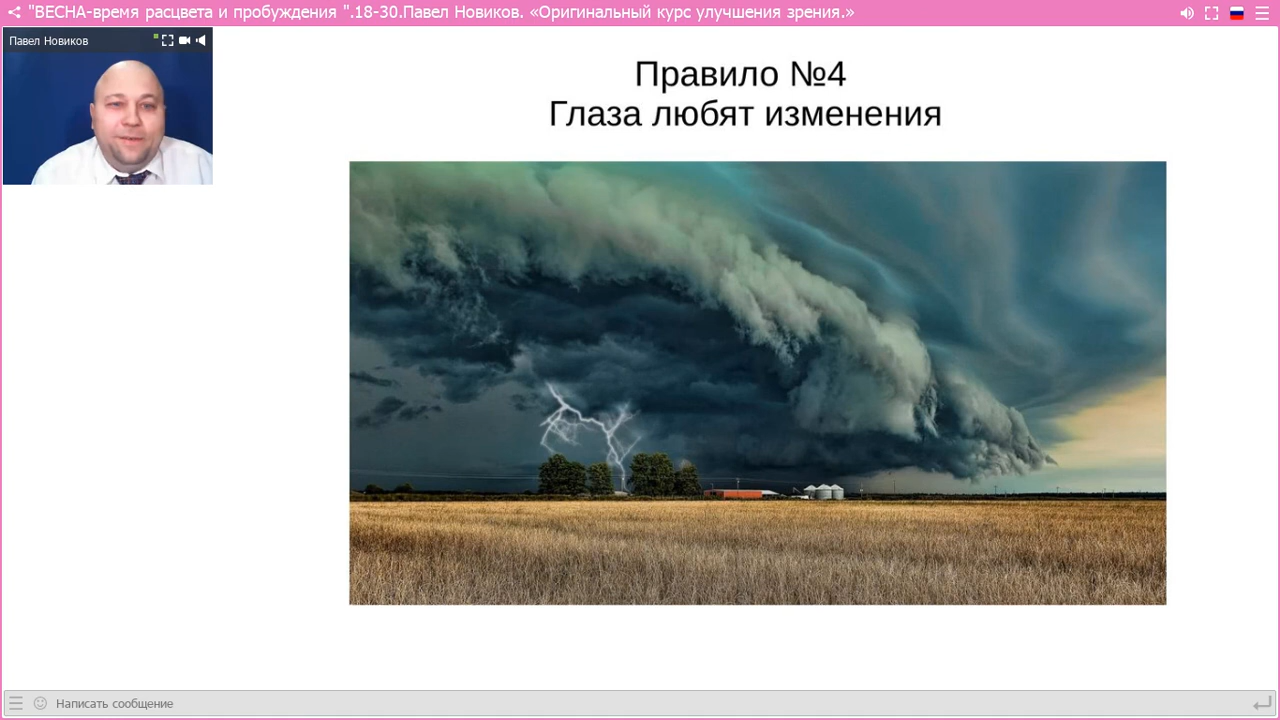 "ВЕСНА-время расцвета и пробуждения ".18-30.Павел Новиков. «Оригинальный курс улучшения зрения.»
Павел Новиков
Правило №4
Глаза любят изменения
Написать сообщение